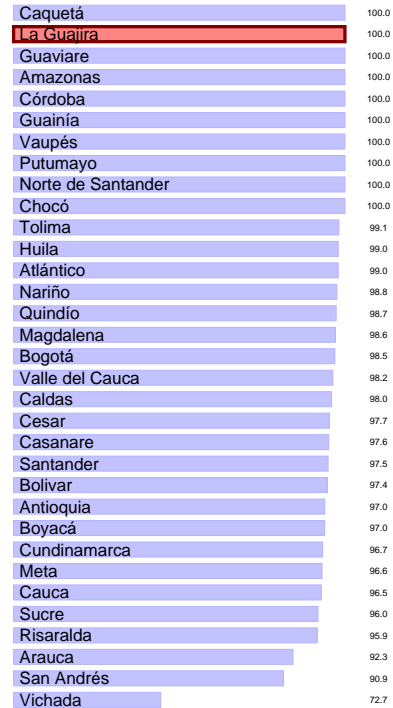 Caquetá 100.0
La Guajira 100.0
Guaviare 100.0
Amazonas 100.0
Córdoba 100.0
Guainía 100.0
Vaupés 100.0
Putumayo 100.0
Norte de Santander 100.0
Chocó 100.0
Tolima 99.1
Huila 99.0
Atlántico 99.0
Nariño 98.8
Quindío 98.7
Magdalena 98.6
Bogotá 98.5
Valle del Cauca 98.2
Caldas 98.0
Cesar 97.7
Casanare 97.6
Santander 97.5
Bolivar 97.4
Antioquia 97.0
Boyacá 97.0
Cundinamarca 96.7
Meta 96.6
Cauca 96.5
Sucre 96.0
Risaralda 95.9
Arauca 92.3
San Andrés 90.9
Vichada 72.7